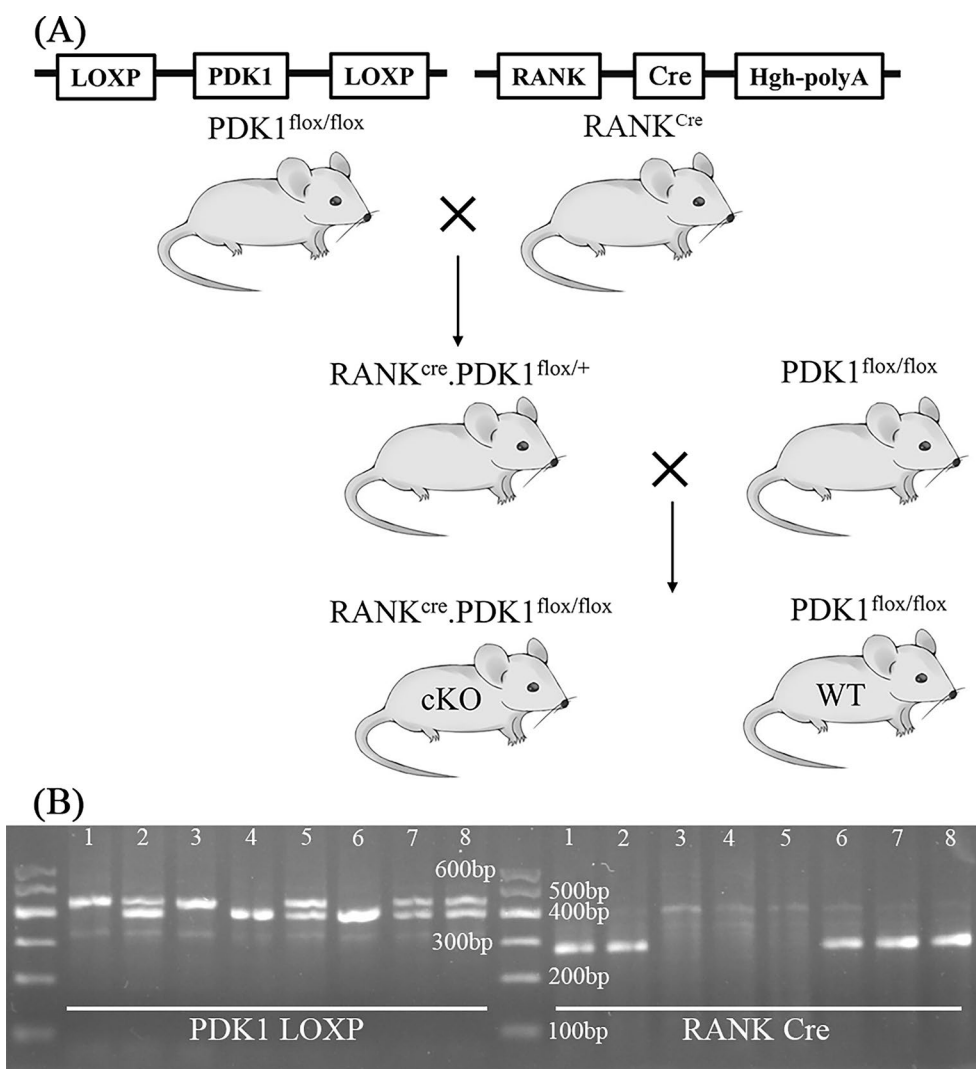 (A)
LOXP PDK1 LOXP RANK Cre Hgh-polyA
PDK1flox/flox RANKCre
RANKcre.PDK1flox/+ PDK1flox/flox
RANKcre.PDK1flox/flox PDK1flox/flox
cKO WT
(B)
1 2 3 4 5 6 7 8 1 2 3 4 5 6 7 8
600bp
500bp
400bp
300bp
200bp
100bp
PDK1 LOXP RANK Cre